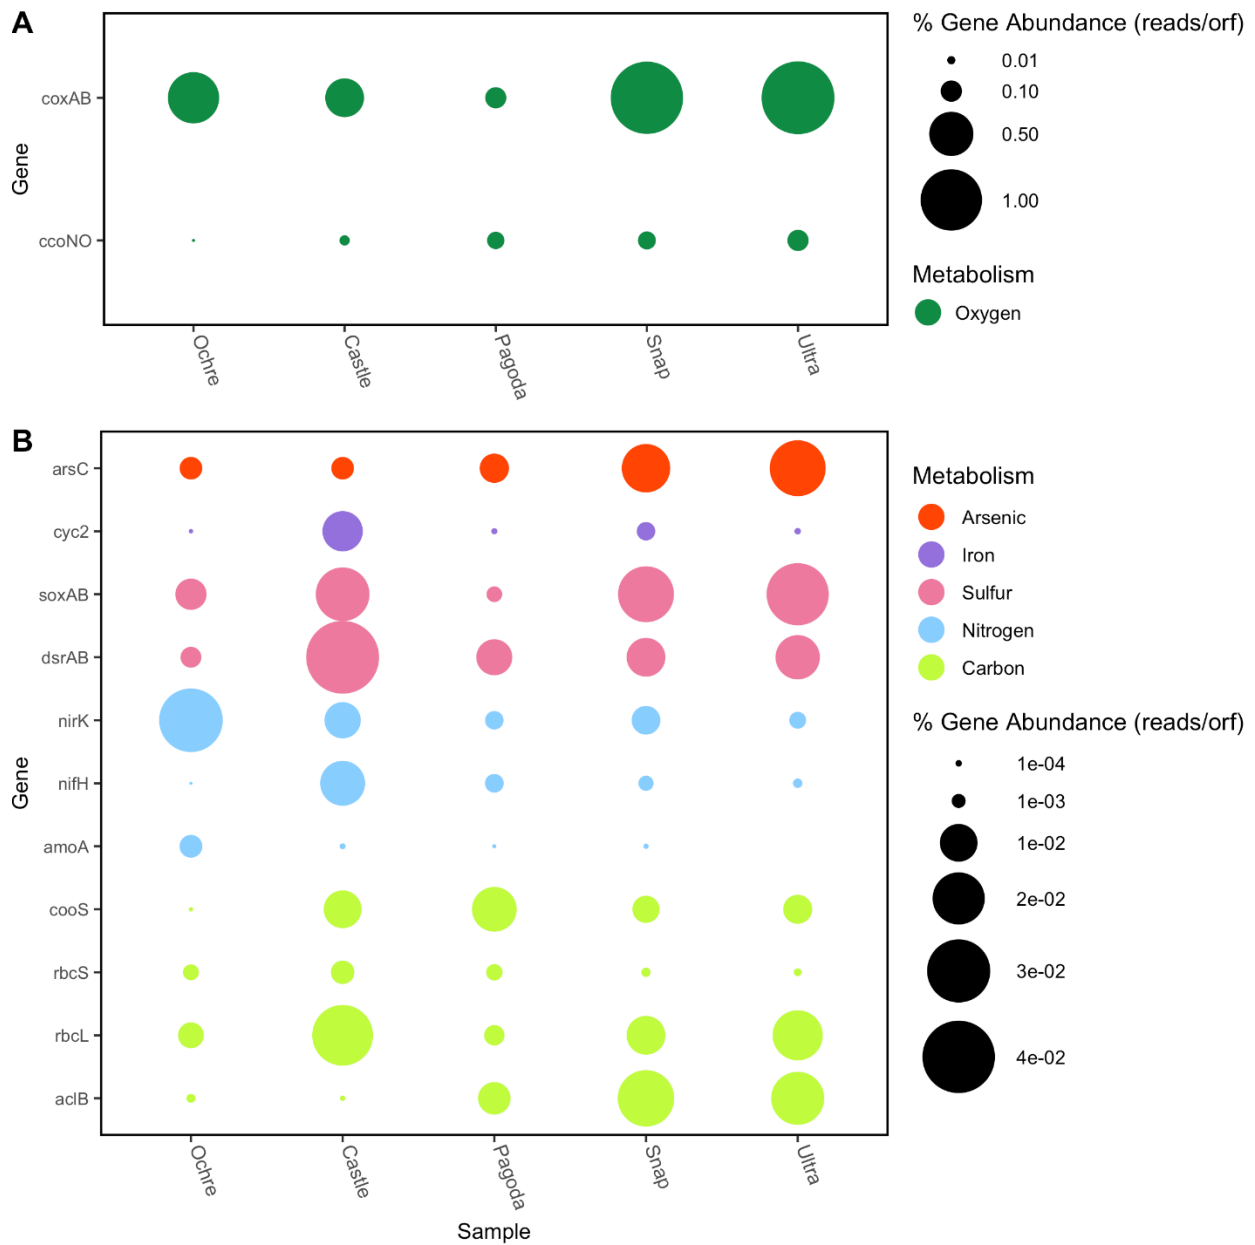 A
% Gene Abundance (reads/orf)
0.01
0.10
0.50
1.00
Metabolism
Oxygen
Gene
coxAB
ccoNO
Ochre
Castle
Pagoda
Snap
Ultra
B
Metabolism
Arsenic
Iron
Sulfur
Nitrogen
Carbon
% Gene Abundance (reads/orf)
1e-04
1e-03
1e-02
2e-02
3e-02
4e-02
Gene
arsC
cyc2
soxAB
dsrAB
nirK
nifH
amoA
cooS
rbcS
rbcL
aclB
Ochre
Castle
Pagoda
Snap
Ultra
Sample